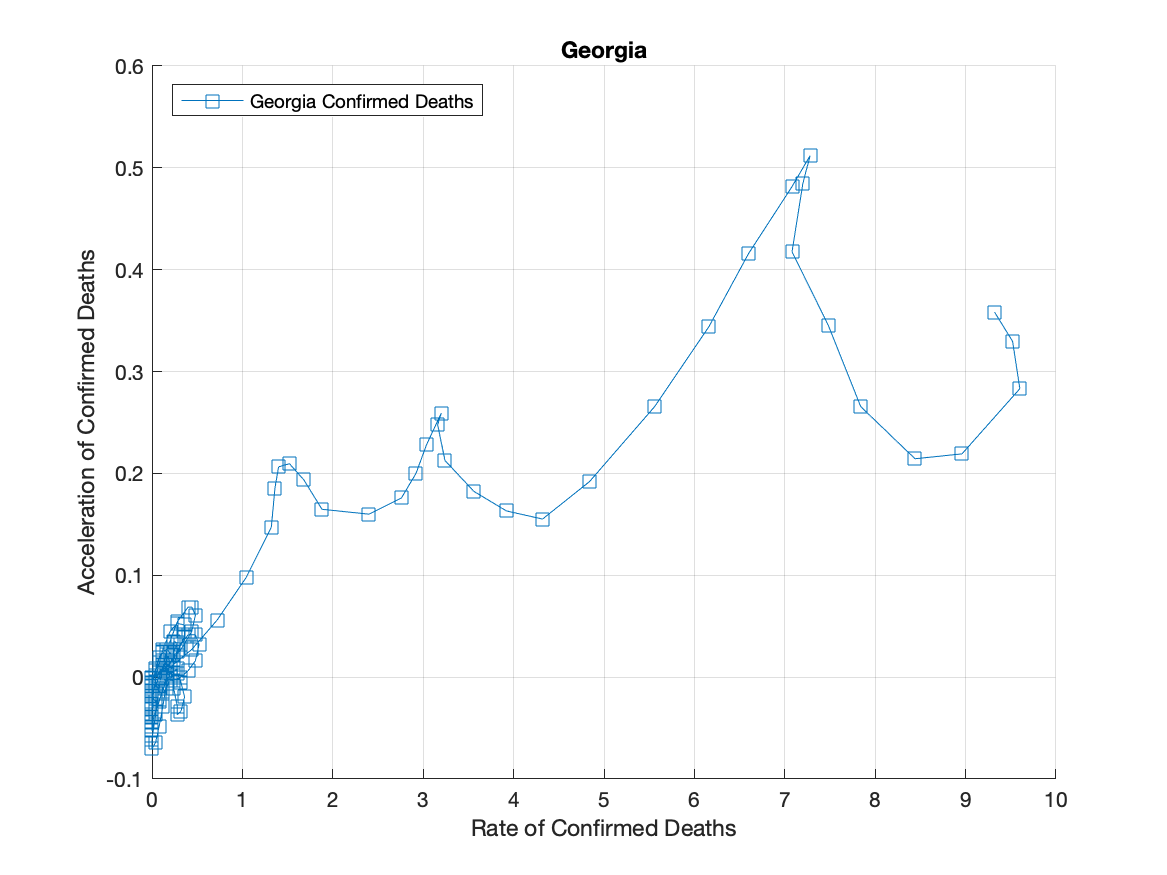 Georgia
0.6
Georgia Confirmed Deaths
0.5
0.4
0.3
0.2
0.1
0
-0.1
Acceleration of Confirmed Deaths
0 1 2 3 4 5 6 7 8 9 10
Rate of Confirmed Deaths